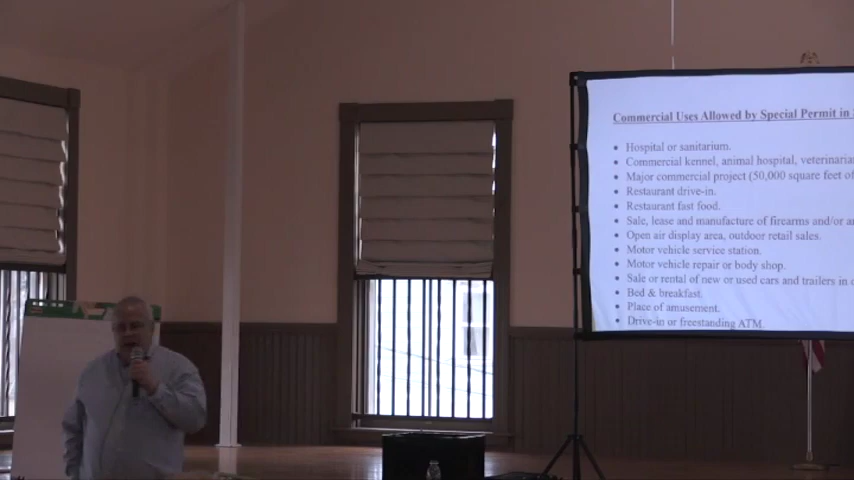 Commercial Uses Allowed by Special Permit in
• Hospital or sanitarium.
• Commercial kennel, animal hospital, veterinarian
• Major commercial project (50,000 square feet of
• Restaurant drive-in.
• Restaurant fast food.
• Sale, lease and manufacture of firearms and/or
• Open air display area, outdoor retail sales.
• Motor vehicle service station.
• Motor vehicle repair or body shop.
• Sale or rental of new or used cars and trailers in
• Bed & breakfast.
• Place of amusement.
• Drive-in or freestanding ATM.